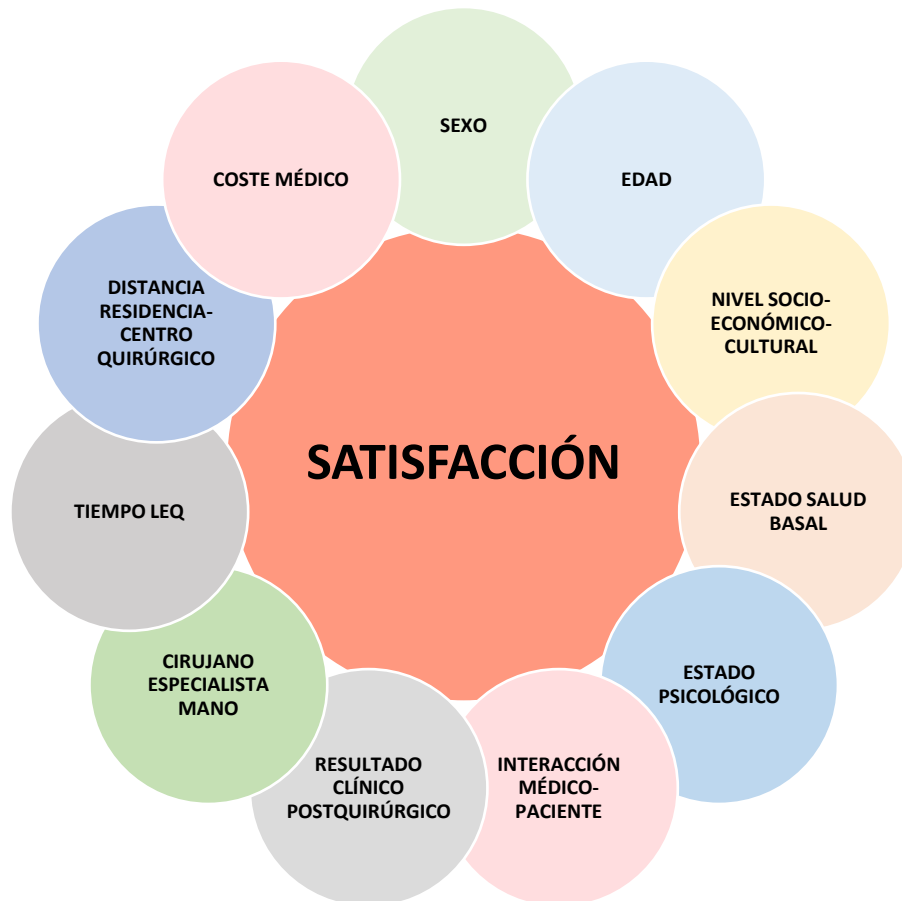 SEXO
EDAD
NIVEL SOCIO-
ECONÓMICO-
CULTURAL
ESTADO SALUD
BASAL
ESTADO
PSICOLÓGICO
INTERACCIÓN
MÉDICO-
PACIENTE
RESULTADO
CLÍNICO
POSTQUIRÚRGICO
CIRUJANO
ESPECIALISTA
MANO
TIEMPO LEQ
DISTANCIA
RESIDENCIA-
CENTRO
QUIRÚRGICO
COSTE MÉDICO
SATISFACCIÓN